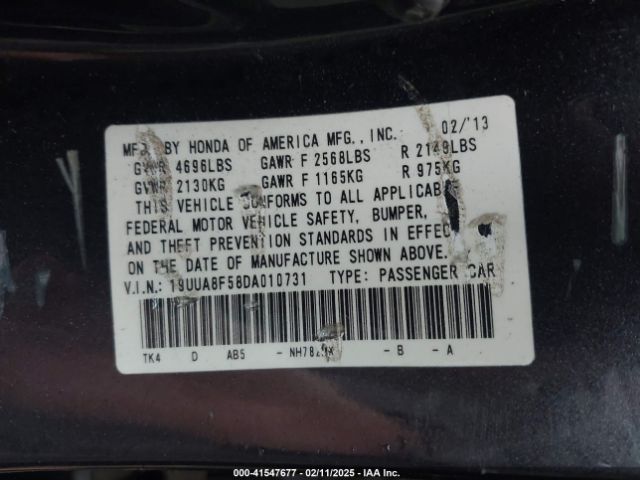 MFD. BY HONDA OF AMERICA MFG., INC. 02/'13
GVWR 4696LBS GAWR F 2568LBS R 2149LBS
GVWR 2130KG GAWR F 1165KG R 975KG
THIS VEHICLE CONFORMS TO ALL APPLICABLE
FEDERAL MOTOR VEHICLE SAFETY, BUMPER,
AND THEFT PREVENTION STANDARDS IN EFFECT
ON THE DATE OF MANUFACTURE SHOWN ABOVE.
V.I.N.: 19UUA8F58DA010731 TYPE: PASSENGER CAR
TK4 D AB5 - - B - A
000-41547677 - 02/11/2025 - IAA Inc.